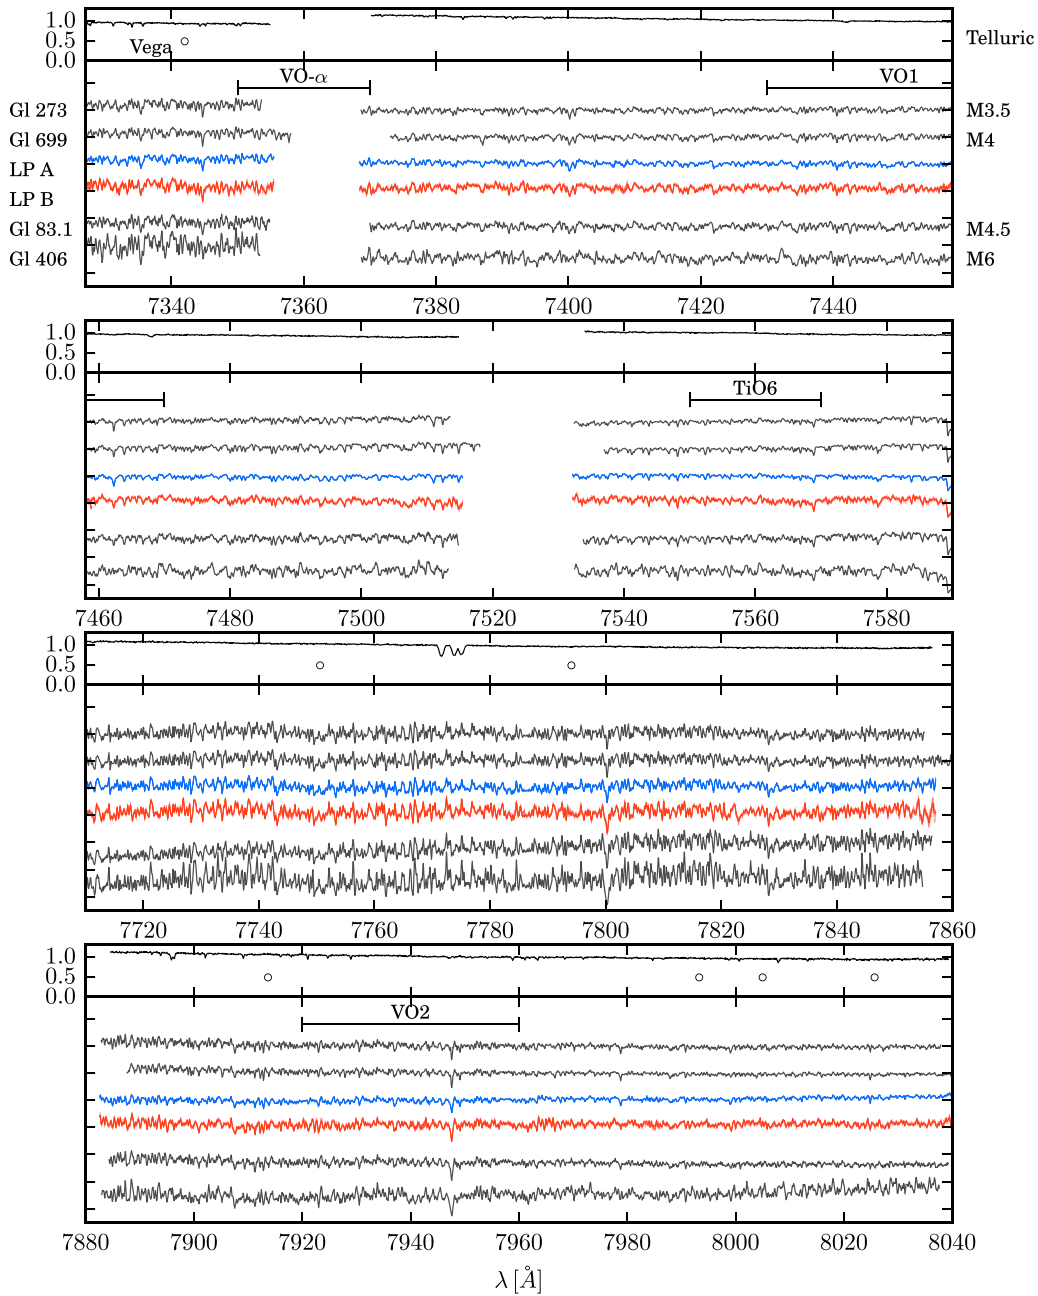 1.0
0.5
0.0
Vega
Telluric
VO-α
VO1
Gl 273
M3.5
Gl 699
M4
LP A
LP B
Gl 83.1
M4.5
Gl 406
M6
7340 7360 7380 7400 7420 7440
1.0
0.5
0.0
TiO6
7460 7480 7500 7520 7540 7560 7580
1.0
0.5
0.0
7720 7740 7760 7780 7800 7820 7840 7860
1.0
0.5
0.0
VO2
7880 7900 7920 7940 7960 7980 8000 8020 8040
λ [Å]